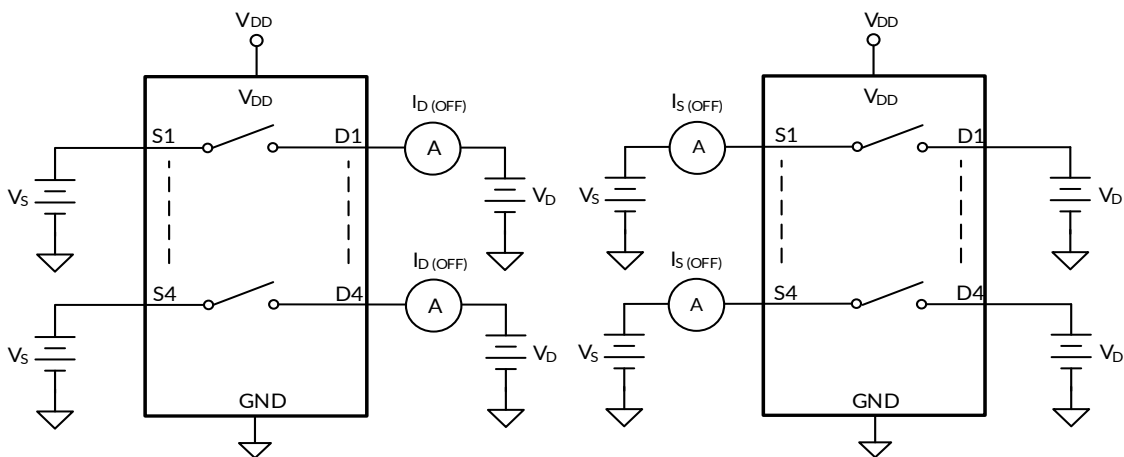 VDD VDD
VDD VDD
ID (OFF) IS (OFF)
S1 D1 S1 D1
A A
VS VD VS VD
ID (OFF) IS (OFF)
S4 D4 S4 D4
A A
VS VD VS VD
GND GND